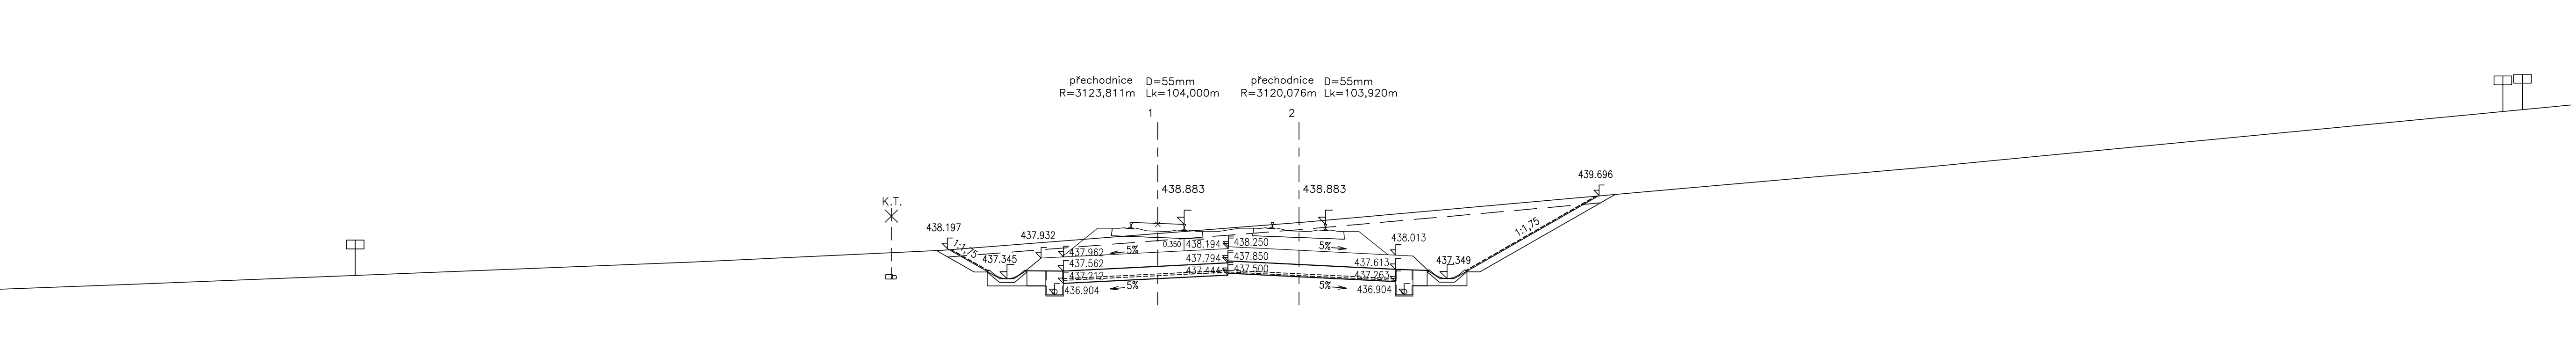 přechodnice D=55mm přechodnice D=55mm
R=3123,811m Lk=104,000m R=3120,076m Lk=103,920m
1 2
439.696
438.883 438.883
K.T.
438.197 437.932 438.013
1:1,75 1:1,75
0.350 438.194 438.250
5% 5%
437.962
437.345 437.562 437.794 437.850 437.613 437.349
437.212 437.444 437.500 437.263
436.904 5% 5% 436.904